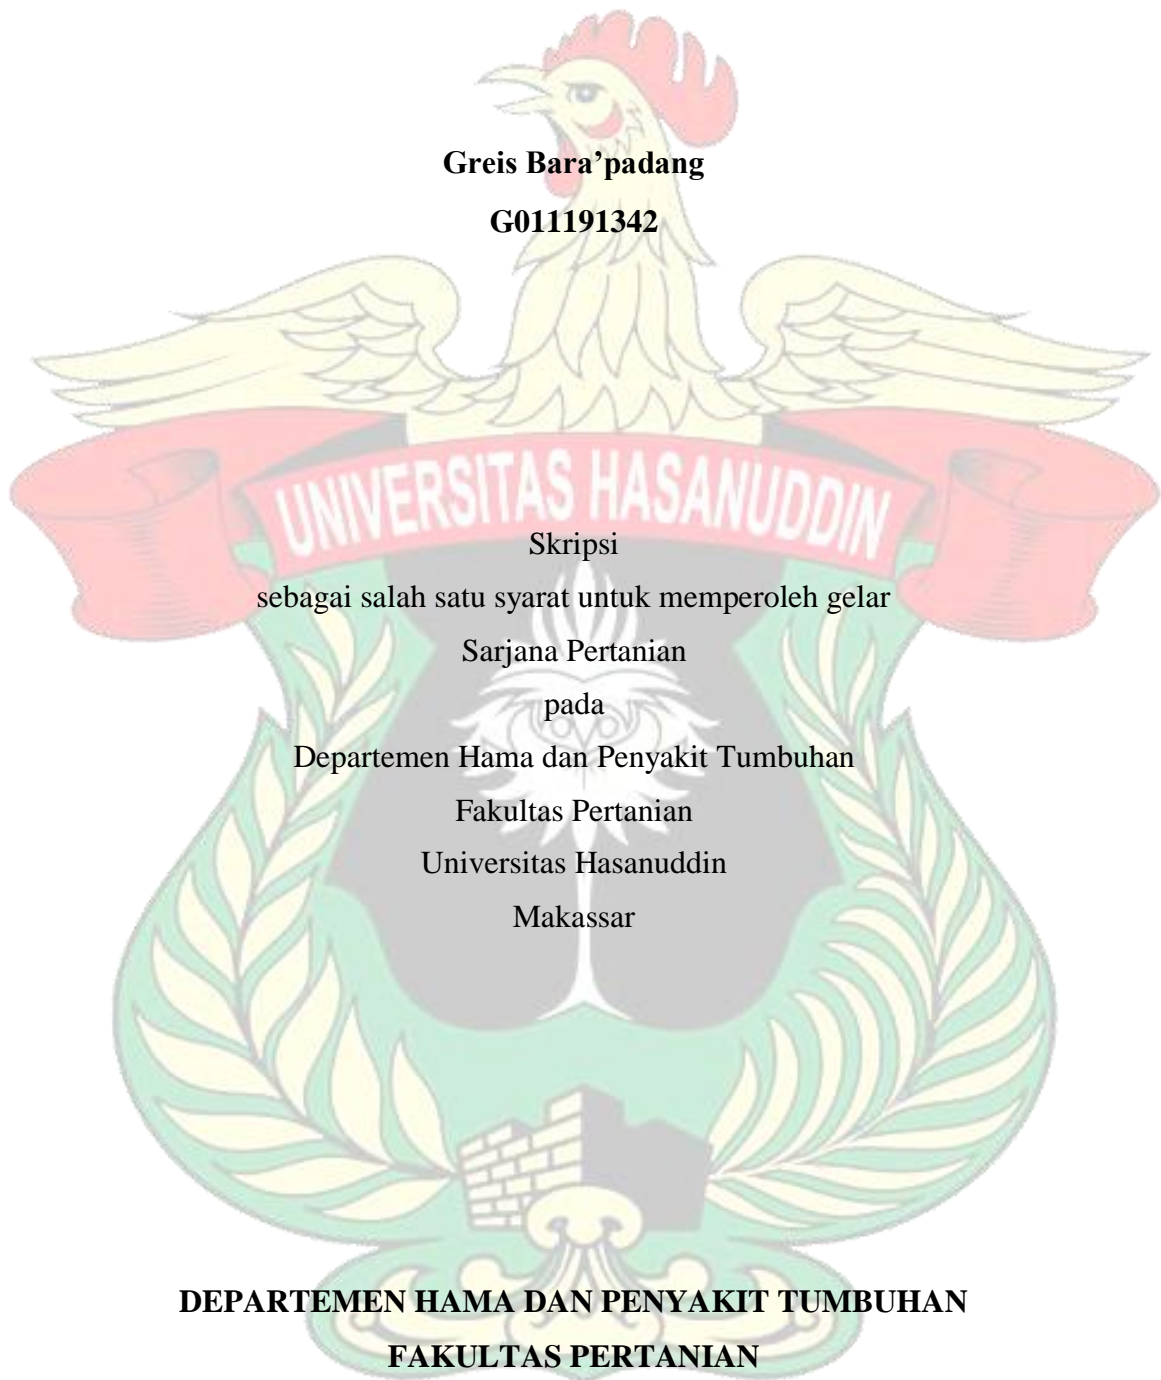 Greis Bara’padang
G011191342
UNIVERSITAS HASANUDDIN
Skripsi
sebagai salah satu syarat untuk memperoleh gelar
Sarjana Pertanian
pada
Departemen Hama dan Penyakit Tumbuhan
Fakultas Pertanian
Universitas Hasanuddin
Makassar
DEPARTEMEN HAMA DAN PENYAKIT TUMBUHAN
FAKULTAS PERTANIAN